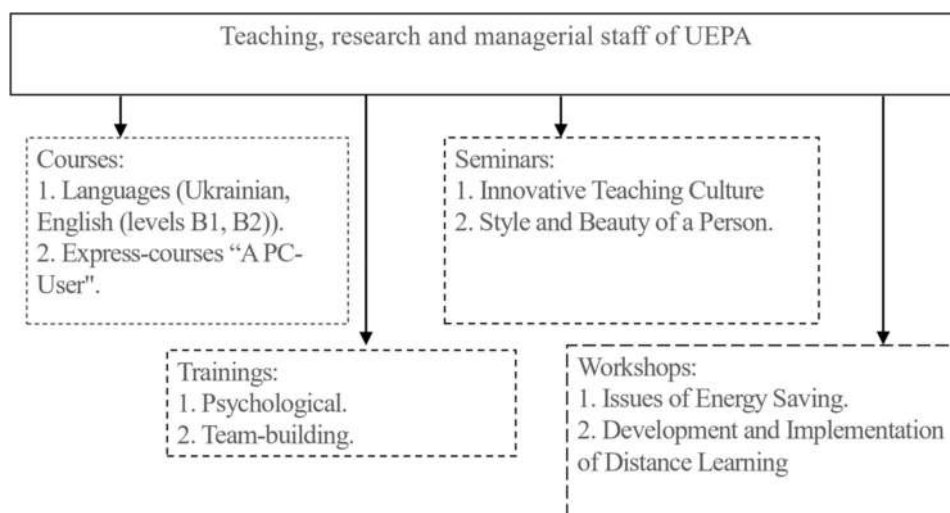 Teaching, research and managerial staff of UEPA
Courses:
1. Languages (Ukrainian,
English (levels B1, B2)).
2. Express-courses “A PC-
User".
Seminars:
1. Innovative Teaching Culture
2. Style and Beauty of a Person.
Trainings:
1. Psychological.
2. Team-building.
Workshops:
1. Issues of Energy Saving.
2. Development and Implementation
of Distance Learning